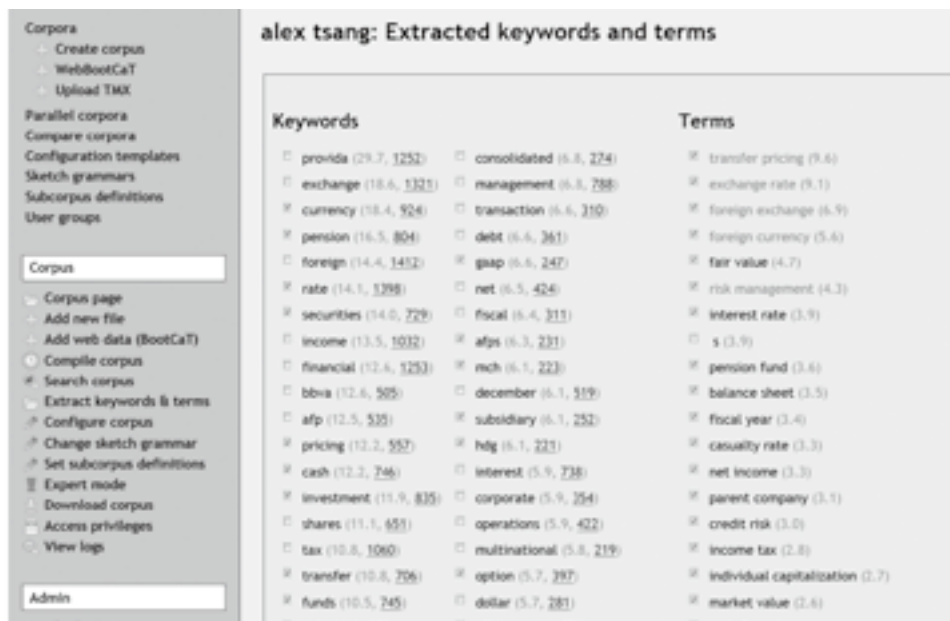 Corpora
Create corpus
WebBootCaT
Upload TMX
Parallel corpora
Compare corpora
Configuration templates
Sketch grammars
Subcorpus definitions
User groups
Corpus
Corpus page
Add new file
Add web data (BootCaT)
Compile corpus
Search corpus
Extract keywords & terms
Configure corpus
Change sketch grammar
Set subcorpus definitions
Expert mode
Download corpus
Access privileges
View logs
Admin
alex tsang: Extracted keywords and terms
Keywords
provida (29.7, 1252)
exchange (18.6, 1321)
currency (18.4, 924)
pension (16.5, 804)
foreign (14.4, 1412)
rate (14.1, 1398)
securities (14.0, 729)
income (13.5, 1032)
financial (12.6, 1253)
bbva (12.6, 505)
afp (12.5, 535)
pricing (12.2, 557)
cash (12.2, 746)
investment (11.9, 835)
shares (11.1, 651)
tax (10.8, 1060)
transfer (10.8, 706)
funds (10.5, 745)
consolidated (6.8, 274)
management (6.8, 788)
transaction (6.6, 310)
debt (6.6, 361)
gaap (6.6, 247)
net (6.5, 424)
fiscal (6.4, 311)
afps (6.3, 231)
mch (6.1, 223)
december (6.1, 519)
subsidiary (6.1, 252)
hdg (6.1, 221)
interest (5.9, 738)
corporate (5.9, 354)
operations (5.9, 422)
multinational (5.8, 219)
option (5.7, 397)
dollar (5.7, 281)
Terms
transfer pricing (9.6)
exchange rate (9.1)
foreign exchange (6.9)
foreign currency (5.6)
fair value (4.7)
risk management (4.3)
interest rate (3.9)
s (3.9)
pension fund (3.6)
balance sheet (3.5)
fiscal year (3.4)
casualty rate (3.3)
net income (3.3)
parent company (3.1)
credit risk (3.0)
income tax (2.8)
individual capitalization (2.7)
market value (2.6)